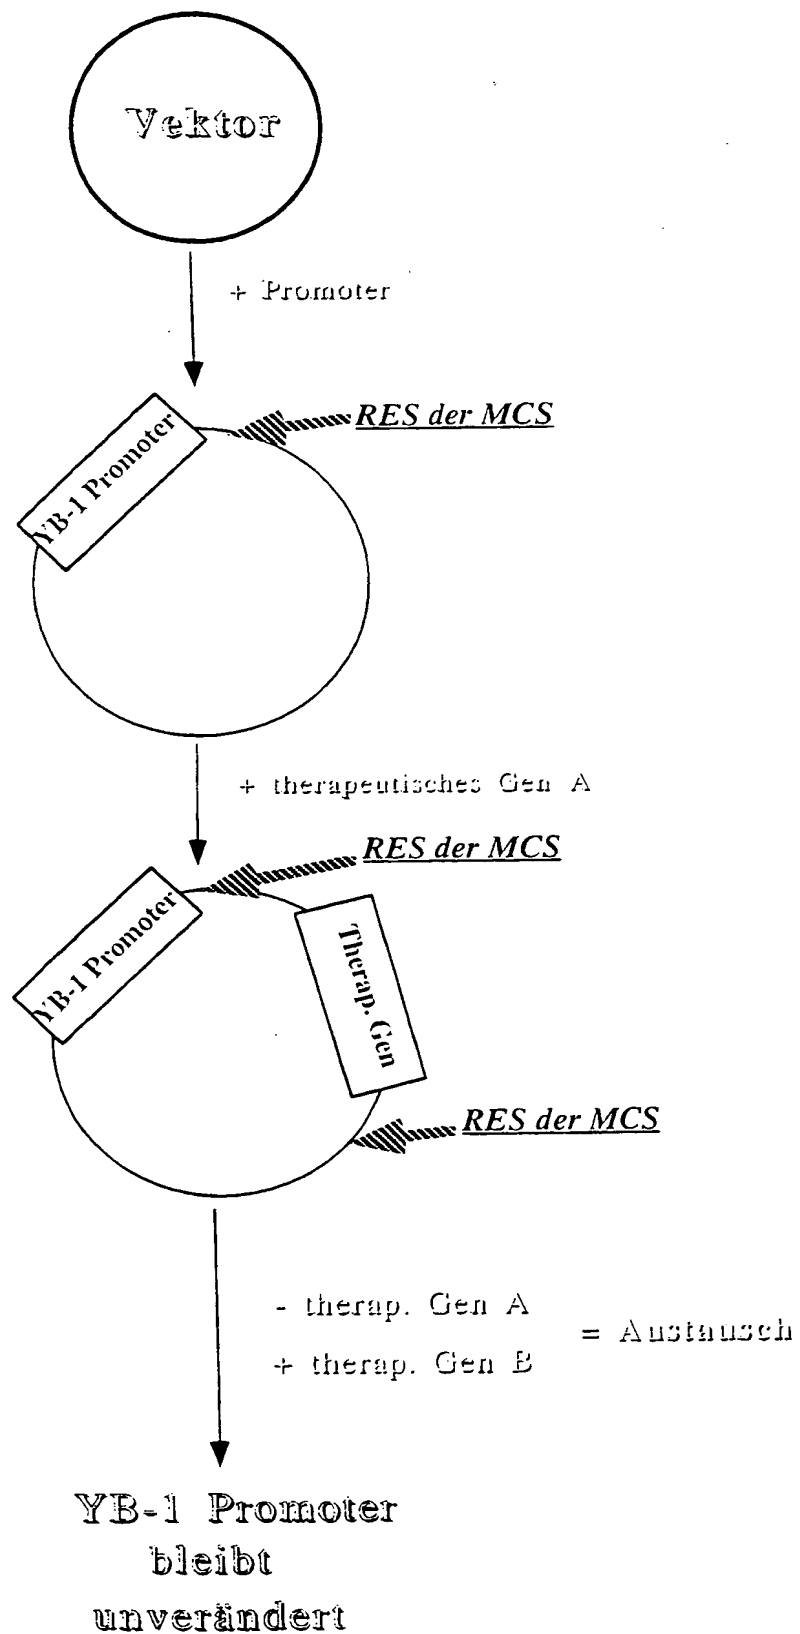 Vektor
+ Promoter
RES der MCS
YB-1 Promoter
+ therapeutisches Gen A
RES der MCS
YB-1 Promoter
Therap. Gen
RES der MCS
- therap. Gen A
+ therap. Gen B
= Austausch
YB-1 Promoter
bleibt
unverändert